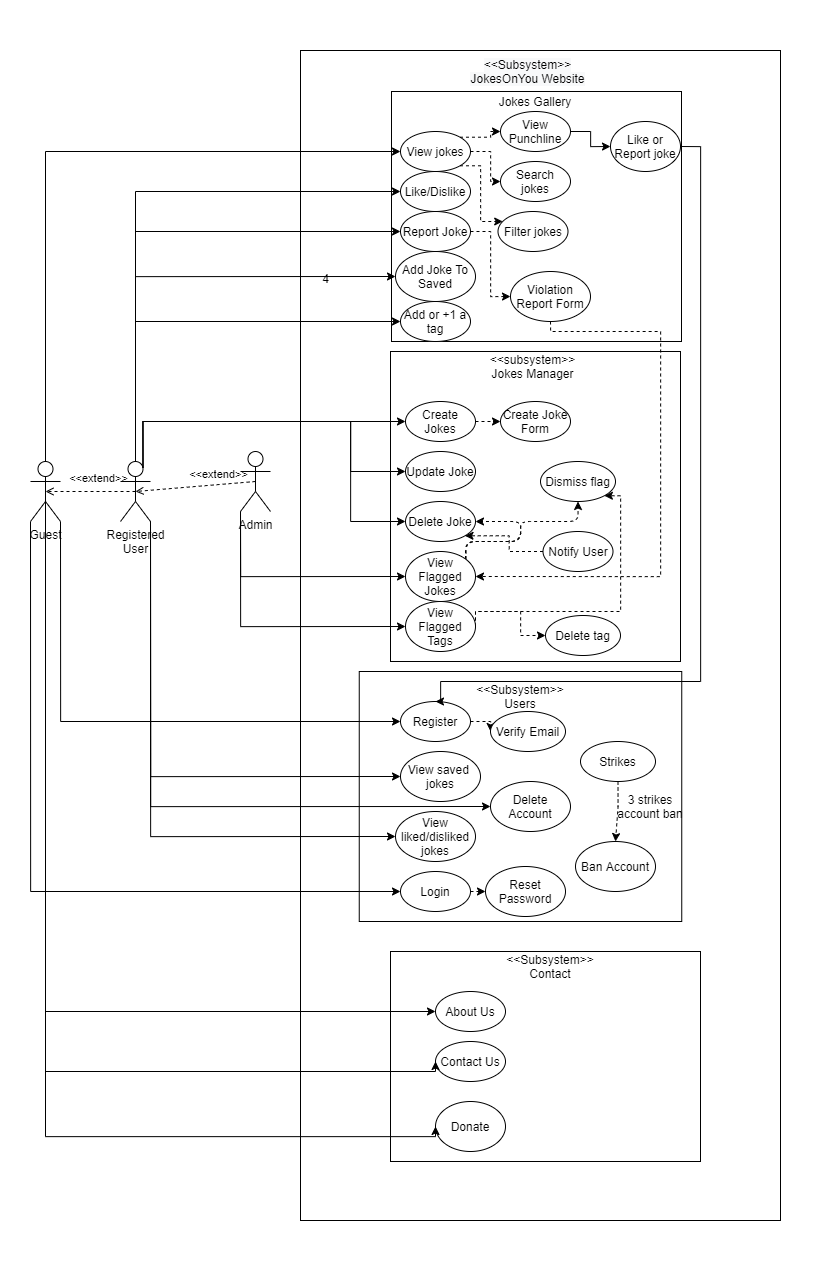 <<Subsystem>>
JokesOnYou Website
Jokes Gallery
View jokes
View
Punchline
Like or
Report joke
Search
jokes
Like/Dislike
Report Joke
Filter jokes
Add Joke To
Saved
4
Violation
Report Form
Add or +1 a
tag
<<subsystem>>
Jokes Manager
Create
Jokes
Create Joke
Form
Update Joke
Dismiss flag
Delete Joke
Notify User
View
Flagged
Jokes
View
Flagged
Tags
Delete tag
<<extend>>
<<extend>>
Guest
Registered
User
Admin
<<Subsystem>>
Users
Register
Verify Email
View saved
jokes
Strikes
Delete
Account
3 strikes
account ban
View
liked/disliked
jokes
Ban Account
Login
Reset
Password
<<Subsystem>>
Contact
About Us
Contact Us
Donate